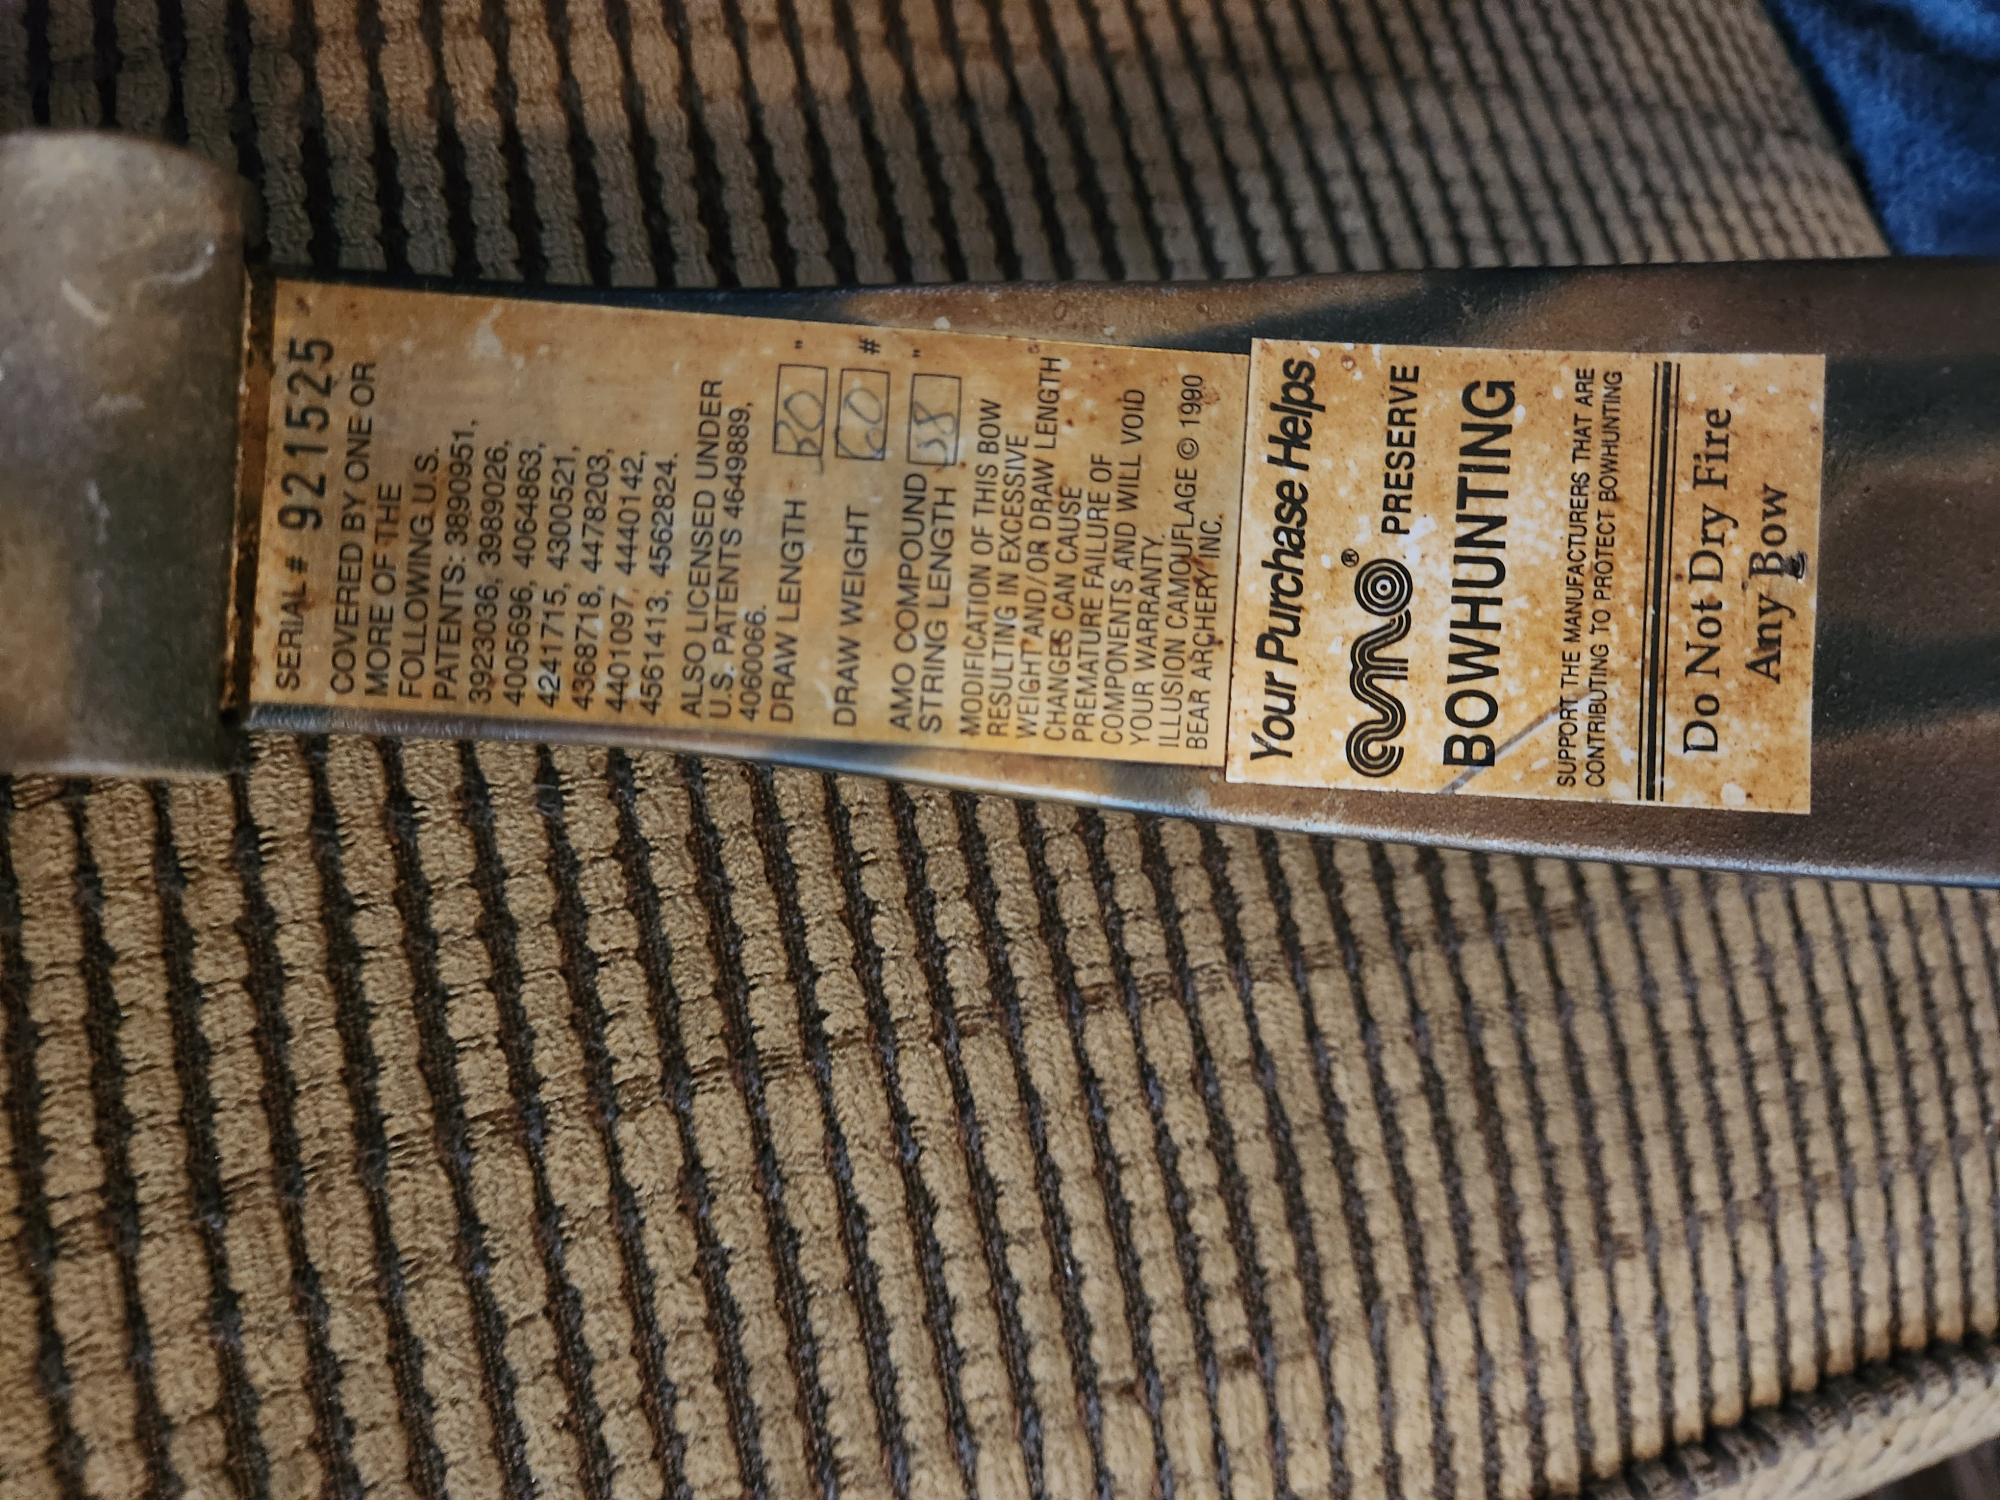 SERIAL # 921525
COVERED BY ONE OR
MORE OF THE
FOLLOWING U.S.
PATENTS: 3890951,
3923036, 3989026,
4005696, 4064863,
4241715, 4300521,
4368718, 4478203,
4401097, 4440142,
4561413, 4562824.
ALSO LICENSED UNDER
U.S. PATENTS 4649889,
4060066.
DRAW LENGTH 30 "
DRAW WEIGHT 60 #
AMO COMPOUND
STRING LENGTH 38 "
MODIFICATION OF THIS BOW
RESULTING IN EXCESSIVE
WEIGHT AND/OR DRAW LENGTH
CHANGES CAN CAUSE
PREMATURE FAILURE OF
COMPONENTS AND WILL VOID
YOUR WARRANTY.
ILLUSION CAMOUFLAGE © 1990
BEAR ARCHERY INC.
Your Purchase Helps
amo® PRESERVE
BOWHUNTING
SUPPORT THE MANUFACTURERS THAT ARE
CONTRIBUTING TO PROTECT BOWHUNTING
Do Not Dry Fire
Any Bow